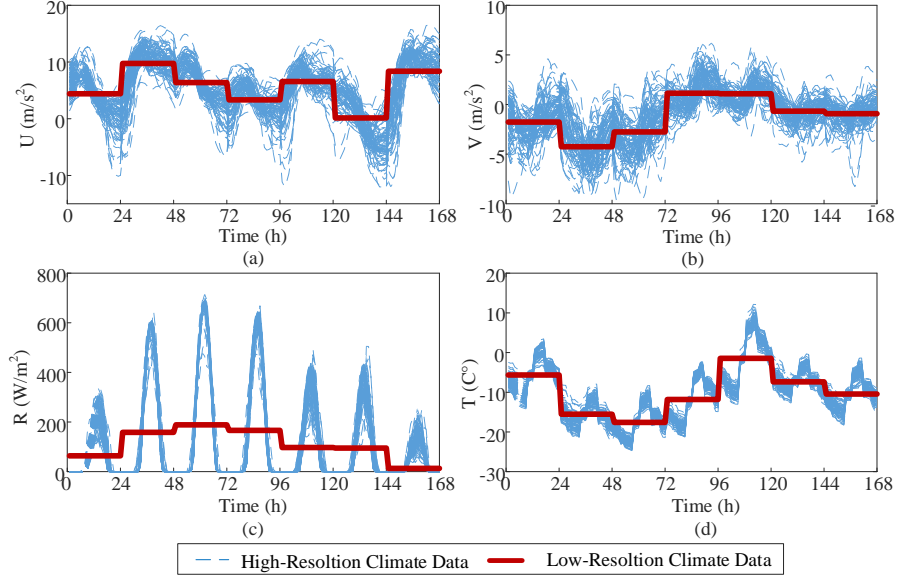 20
10
0
-10
U (m/s²)
0 24 48 72 96 120 144 168
Time (h)
(a)
10
5
0
-5
-10
V (m/s²)
0 24 48 72 96 120 144 168
Time (h)
(b)
800
600
400
200
0
R (W/m²)
0 24 48 72 96 120 144 168
Time (h)
(c)
20
10
0
-10
-20
-30
T (C°)
0 24 48 72 96 120 144 168
Time (h)
(d)
High-Resoltion Climate Data Low-Resoltion Climate Data